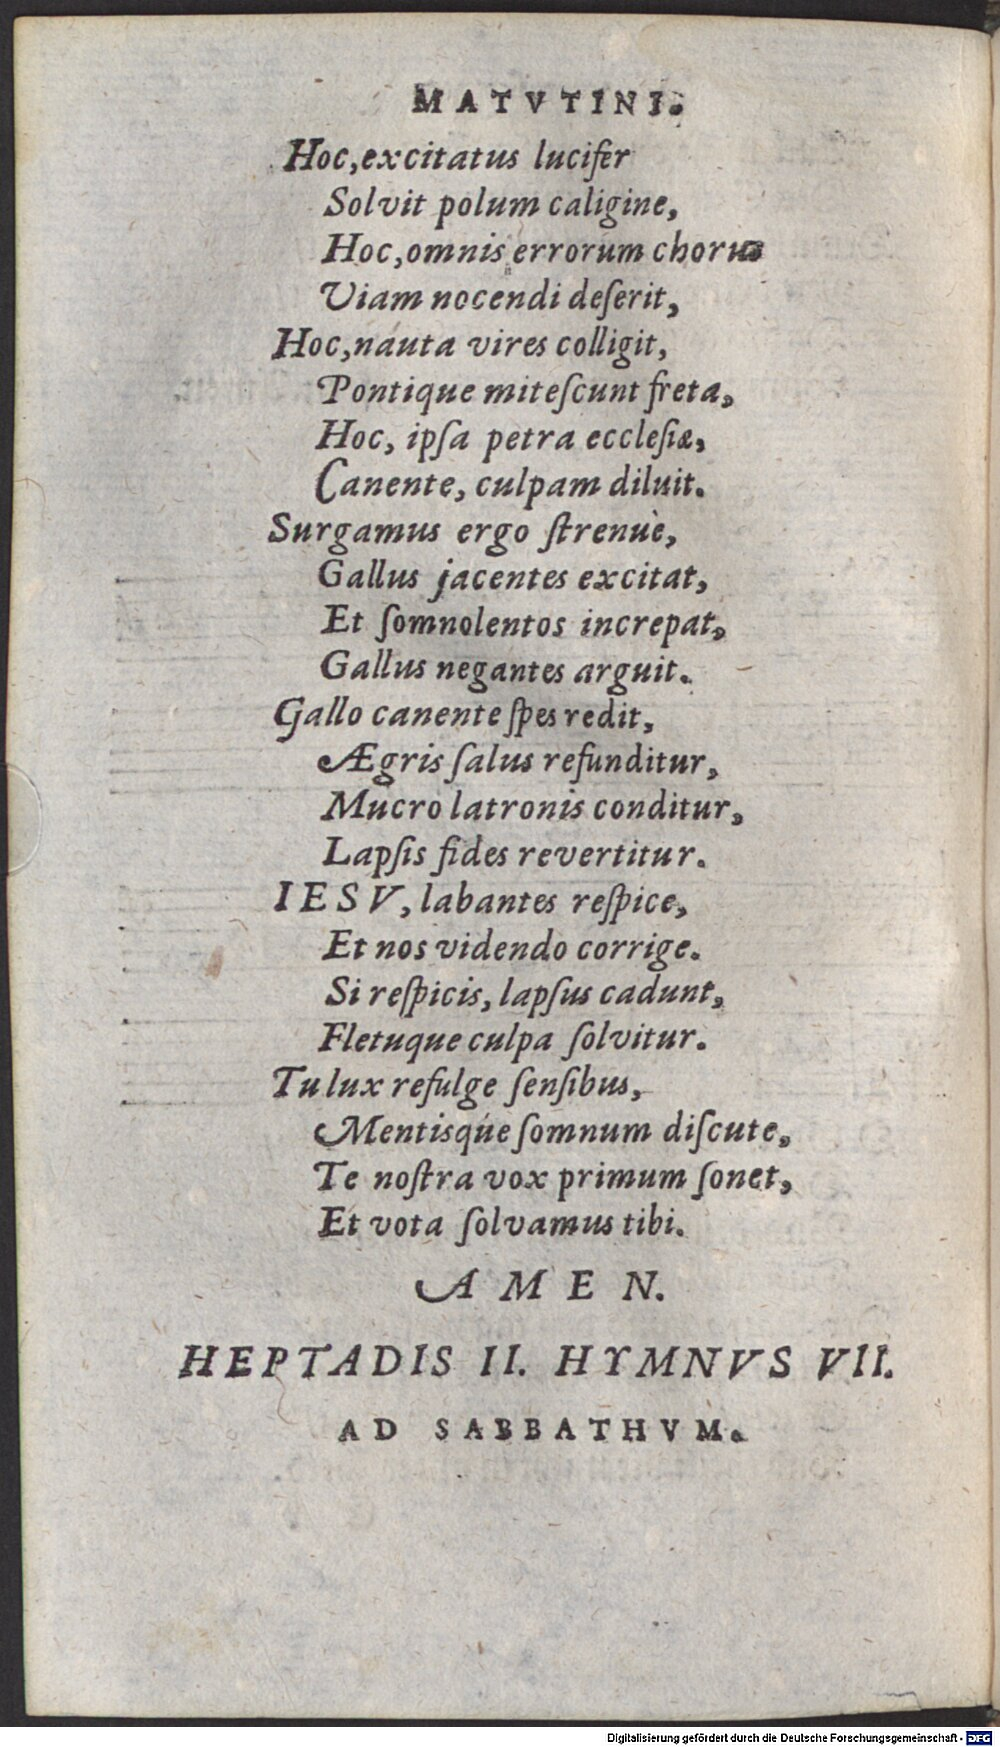 MATVTINI.
Hoc,excitatus lucifer
Solvit polum caligine,
Hoc,omnis errorum chorus
Viam nocendi deſerit,
Hoc,nauta vires colligit,
Pontique miteſcunt freta,
Hoc, ipſa petra eccleſiæ,
Canente, culpam diluit.
Surgamus ergo ſtrenuè,
Gallus jacentes excitat,
Et ſomnolentos increpat,
Gallus negantes arguit.
Gallo canente ſpes redit,
Ægris ſalus refunditur,
Mucro latronis conditur,
Lapſis fides revertitur.
IESV, labantes reſpice,
Et nos videndo corrige.
Si reſpicis, lapſus cadunt,
Fletuque culpa ſolvitur.
Tu lux refulge ſenſibus,
Mentisque ſomnum diſcute,
Te noſtra vox primum ſonet,
Et vota ſolvamus tibi.
AMEN.
HEPTADIS II. HYMNVS VII.
AD SABBATHVM.
Digitalisierung gefördert durch die Deutsche Forschungsgemeinschaft - DFG